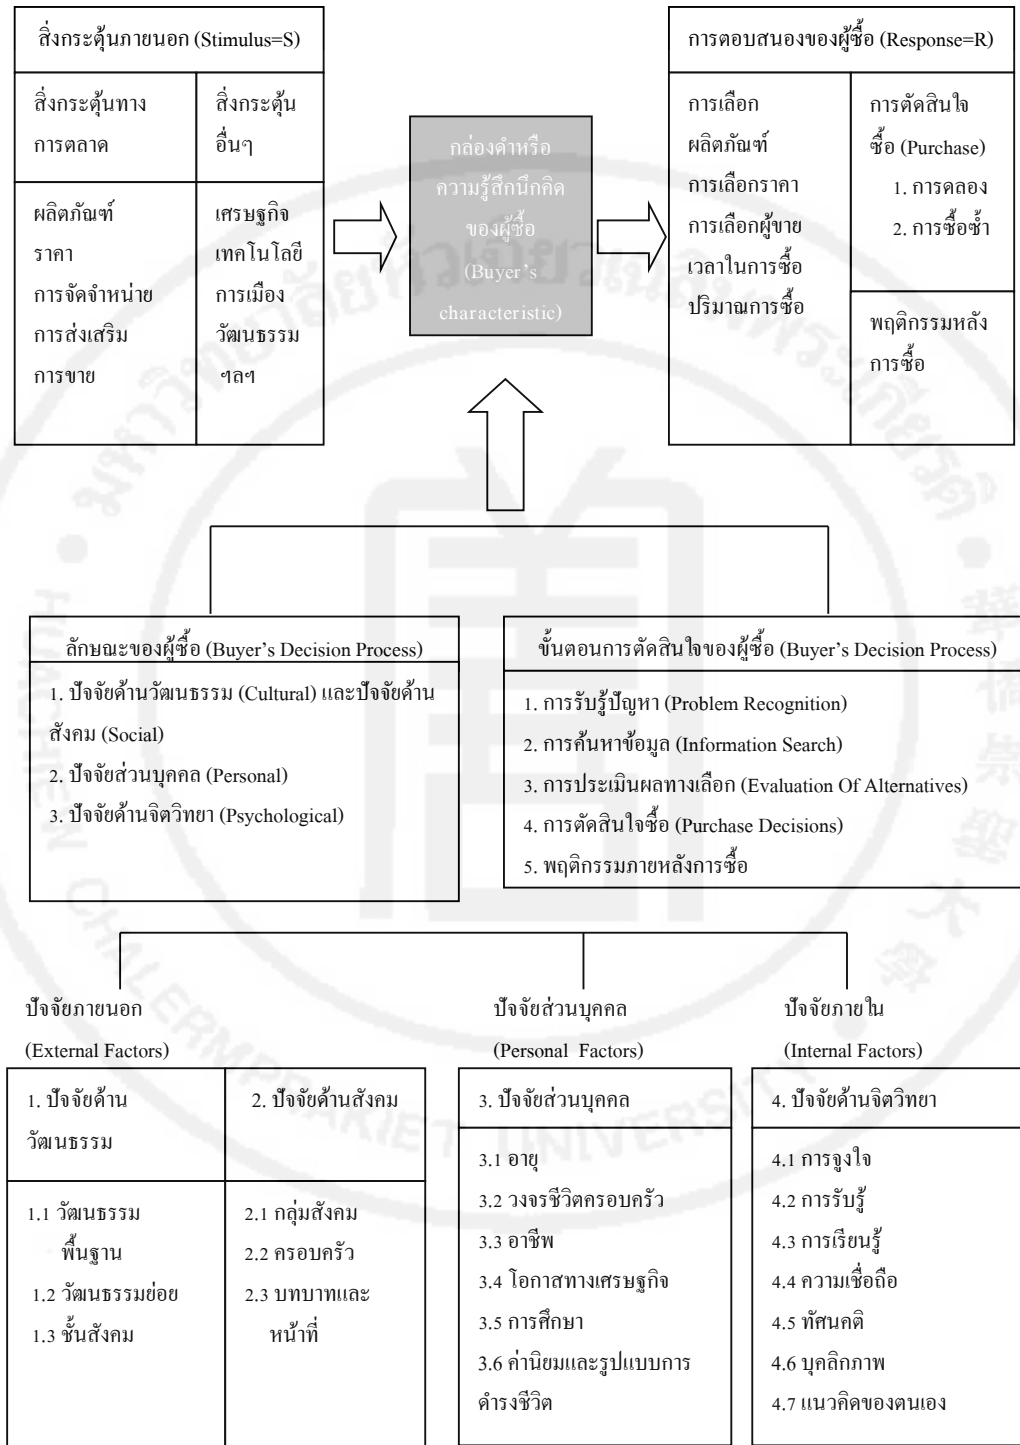 สิ่งกระตุ้นภายนอก (Stimulus=S)
สิ่งกระตุ้นทาง
การตลาด
สิ่งกระตุ้น
อื่นๆ
ผลิตภัณฑ์
ราคา
การจัดจำหน่าย
การส่งเสริม
การขาย
เศรษฐกิจ
เทคโนโลยี
การเมือง
วัฒนธรรม
ฯลฯ
กล่องดำหรือ
ความรู้สึกนึกคิด
ของผู้ซื้อ
(Buyer's
characteristic)
การตอบสนองของผู้ซื้อ (Response=R)
การเลือก
ผลิตภัณฑ์
การเลือกราคา
การเลือกผู้ขาย
เวลาในการซื้อ
ปริมาณการซื้อ
การตัดสินใจ
ซื้อ (Purchase)
1. การดลอง
2. การซื้อซ้ำ
พฤติกรรมหลัง
การซื้อ
ลักษณะของผู้ซื้อ (Buyer's Decision Process)
1. ปัจจัยด้านวัฒนธรรม (Cultural) และปัจจัยด้าน
สังคม (Social)
2. ปัจจัยส่วนบุคคล (Personal)
3. ปัจจัยด้านจิตวิทยา (Psychological)
ขั้นตอนการตัดสินใจของผู้ซื้อ (Buyer's Decision Process)
1. การรับรู้ปัญหา (Problem Recognition)
2. การค้นหาข้อมูล (Information Search)
3. การประเมินผลทางเลือก (Evaluation Of Alternatives)
4. การตัดสินใจซื้อ (Purchase Decisions)
5. พฤติกรรมภายหลังการซื้อ
ปัจจัยภายนอก
(External Factors)
ปัจจัยส่วนบุคคล
(Personal Factors)
ปัจจัยภายใน
(Internal Factors)
1. ปัจจัยด้าน
วัฒนธรรม
2. ปัจจัยด้านสังคม
1.1 วัฒนธรรม
พื้นฐาน
1.2 วัฒนธรรมย่อย
1.3 ชั้นสังคม
2.1 กลุ่มสังคม
2.2 ครอบครัว
2.3 บทบาทและ
หน้าที่
3. ปัจจัยส่วนบุคคล
3.1 อายุ
3.2 วงจรชีวิตครอบครัว
3.3 อาชีพ
3.4 โอกาสทางเศรษฐกิจ
3.5 การศึกษา
3.6 ค่านิยมและรูปแบบการ
ดำรงชีวิต
4. ปัจจัยด้านจิตวิทยา
4.1 การจูงใจ
4.2 การรับรู้
4.3 การเรียนรู้
4.4 ความเชื่อถือ
4.5 ทัศนคติ
4.6 บุคลิกภาพ
4.7 แนวคิดของตนเอง
มหาวิทยาลัยหัวเฉียวเฉลิมพระเกียรติ
HUACHIEW CHALERMPRAKIET UNIVERSITY
華僑崇聖大學